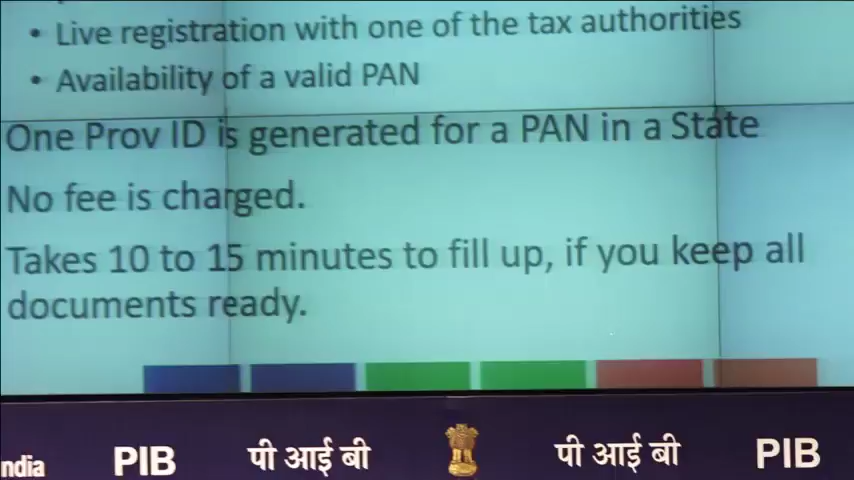 • Live registration with one of the tax authorities
• Availability of a valid PAN
One Prov ID is generated for a PAN in a State
No fee is charged.
Takes 10 to 15 minutes to fill up, if you keep all
documents ready.
ndia PIB पी आई बी पी आई बी PIB